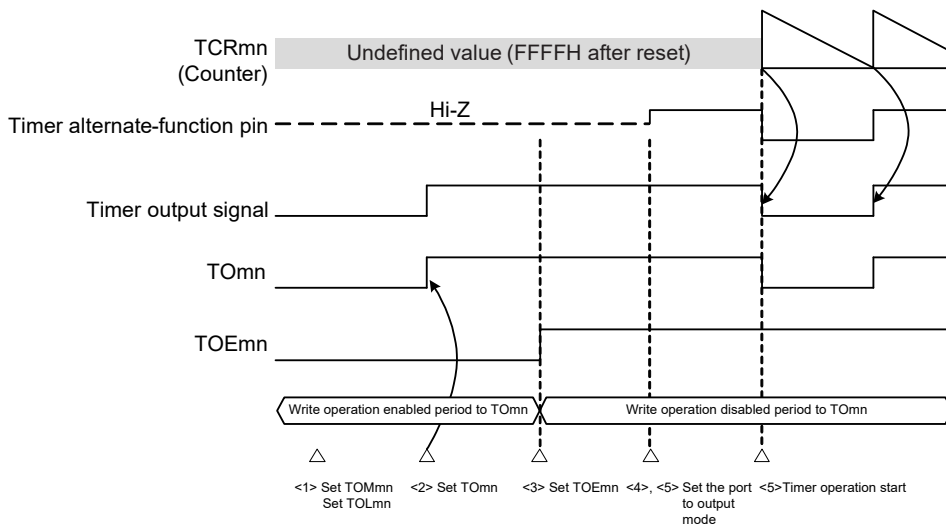 TCRmn
(Counter)
Undefined value (FFFFH after reset)
Hi-Z
Timer alternate-function pin
Timer output signal
TOmn
TOEmn
Write operation enabled period to TOmn
Write operation disabled period to TOmn
<1> Set TOMmn
Set TOLmn
<2> Set TOmn
<3> Set TOEmn
<4>, <5> Set the port
to output
mode
<5>Timer operation start